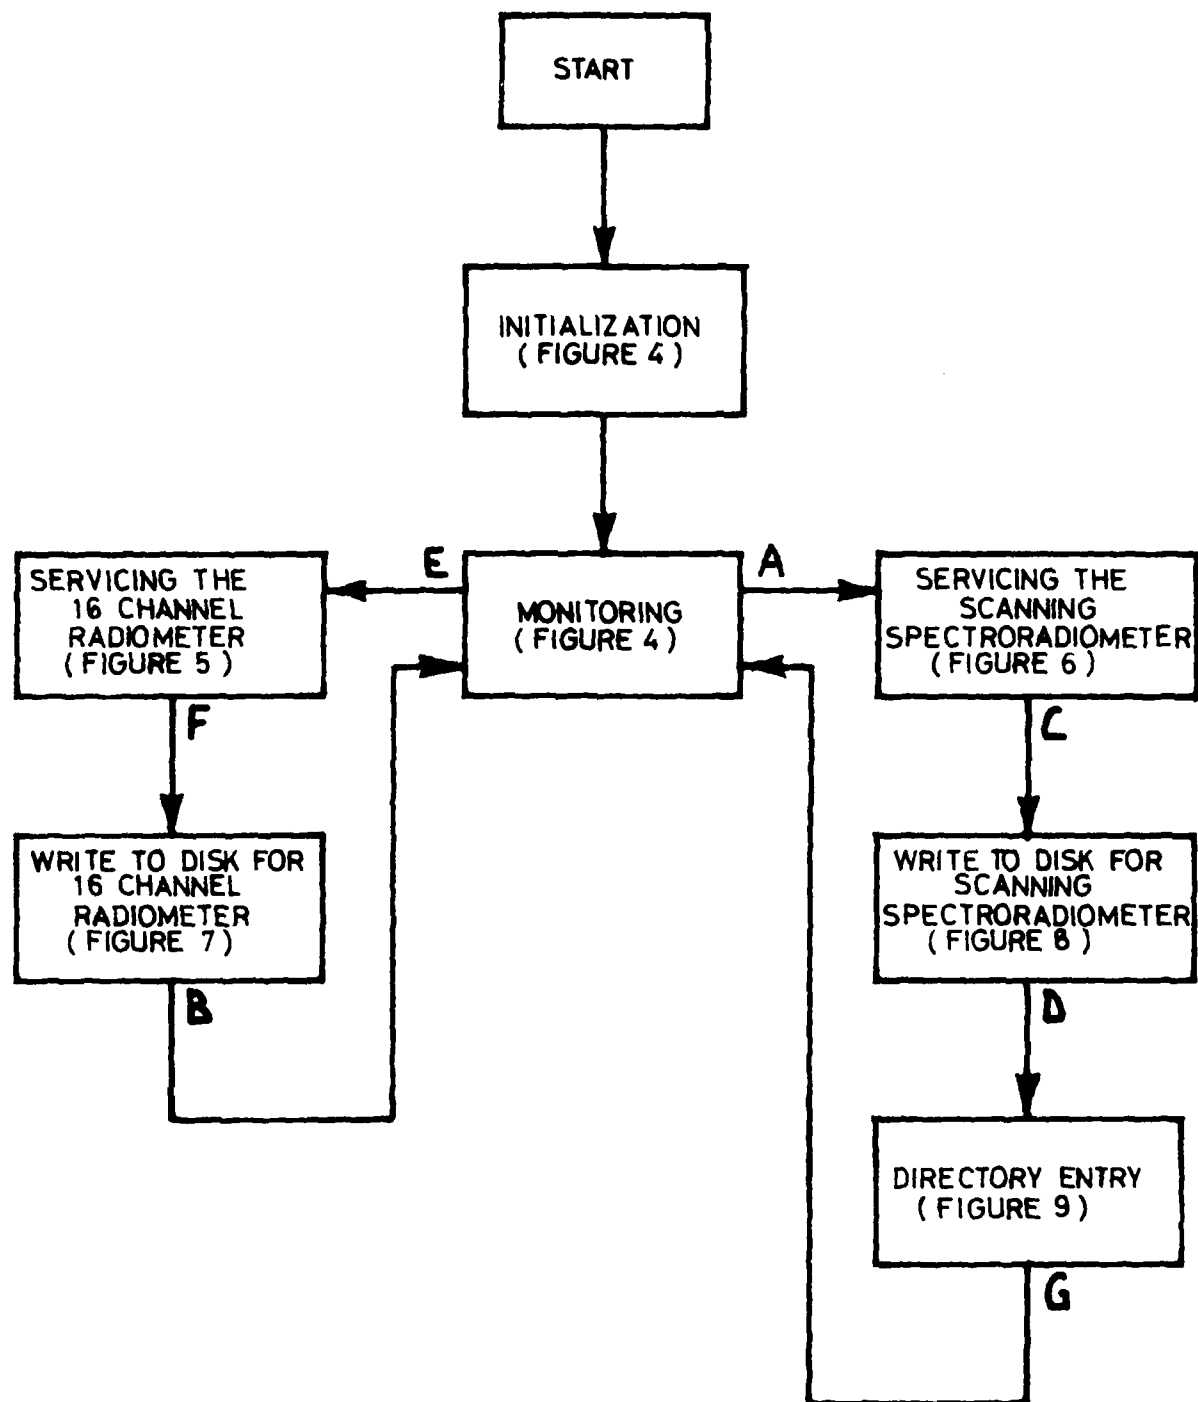 START
INITIALIZATION
( FIGURE 4 )
E
A
SERVICING THE
16 CHANNEL
RADIOMETER
( FIGURE 5 )
MONITORING
( FIGURE 4 )
SERVICING THE
SCANNING
SPECTRORADIOMETER
( FIGURE 6 )
F
C
WRITE TO DISK FOR
16 CHANNEL
RADIOMETER
( FIGURE 7 )
WRITE TO DISK FOR
SCANNING
SPECTRORADIOMETER
( FIGURE 8 )
B
D
DIRECTORY ENTRY
( FIGURE 9 )
G